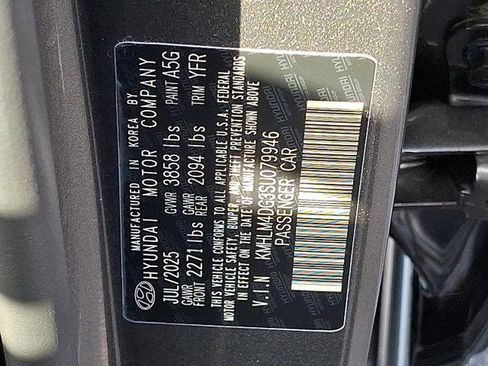 MANUFACTURED IN KOREA BY
HYUNDAI MOTOR COMPANY
JUL/2025 GVWR 3858 lbs PAINT A5G
GAWR FRONT 2271 lbs GAWR REAR 2094 lbs TRIM YFR
THIS VEHICLE CONFORMS TO ALL APPLICABLE U.S.A. FEDERAL
MOTOR VEHICLE SAFETY, BUMPER, AND THEFT PREVENTION STANDARDS
IN EFFECT ON THE DATE OF MANUFACTURE SHOWN ABOVE
V.I.N KMHLM4DG3SU079946
PASSENGER CAR